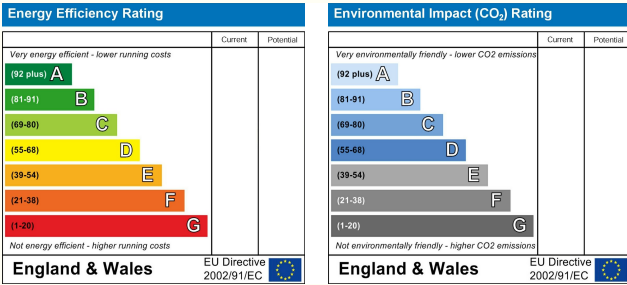 Energy Efficiency Rating
Current Potential
Very energy efficient - lower running costs
(92 plus) A
(81-91) B
(69-80) C
(55-68) D
(39-54) E
(21-38) F
(1-20) G
Not energy efficient - higher running costs
England & Wales
EU Directive
2002/91/EC
Environmental Impact (CO₂) Rating
Current Potential
Very environmentally friendly - lower CO2 emissions
(92 plus) A
(81-91) B
(69-80) C
(55-68) D
(39-54) E
(21-38) F
(1-20) G
Not environmentally friendly - higher CO2 emissions
England & Wales
EU Directive
2002/91/EC